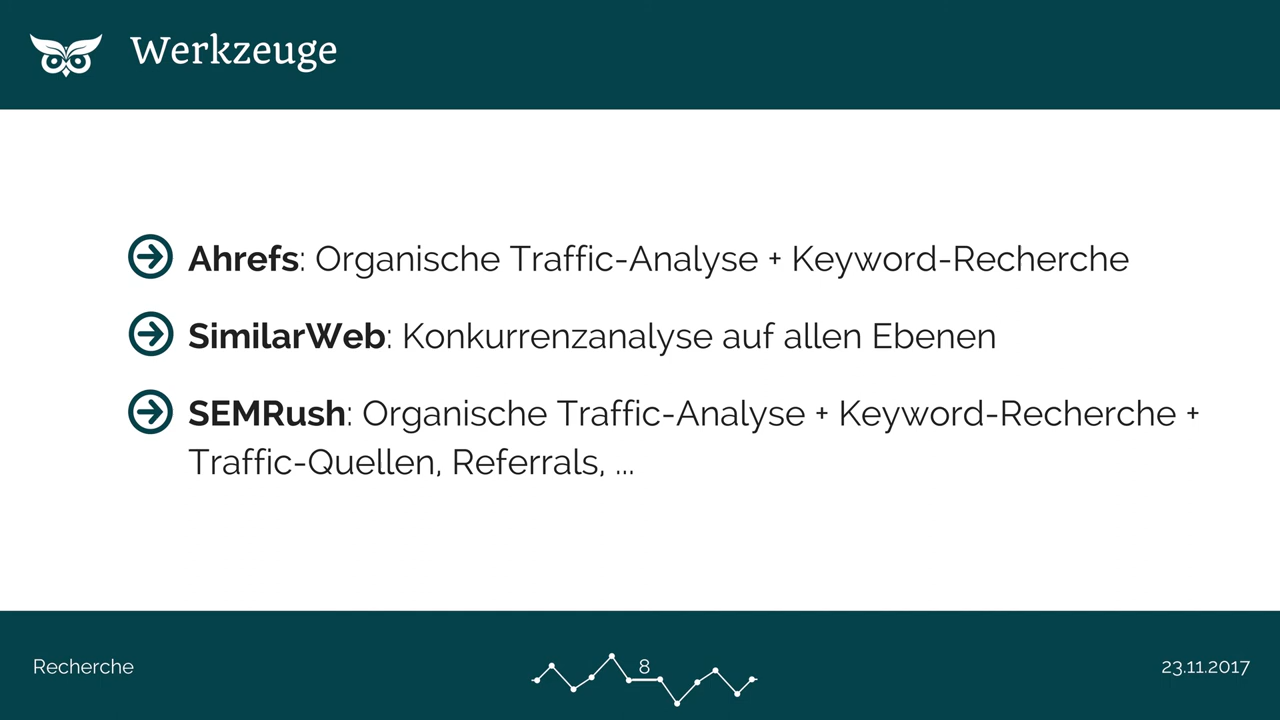 Werkzeuge
Ahrefs: Organische Traffic-Analyse + Keyword-Recherche
SimilarWeb: Konkurrenzanalyse auf allen Ebenen
SEMRush: Organische Traffic-Analyse + Keyword-Recherche +
Traffic-Quellen, Referrals, ...
Recherche
8
23.11.2017